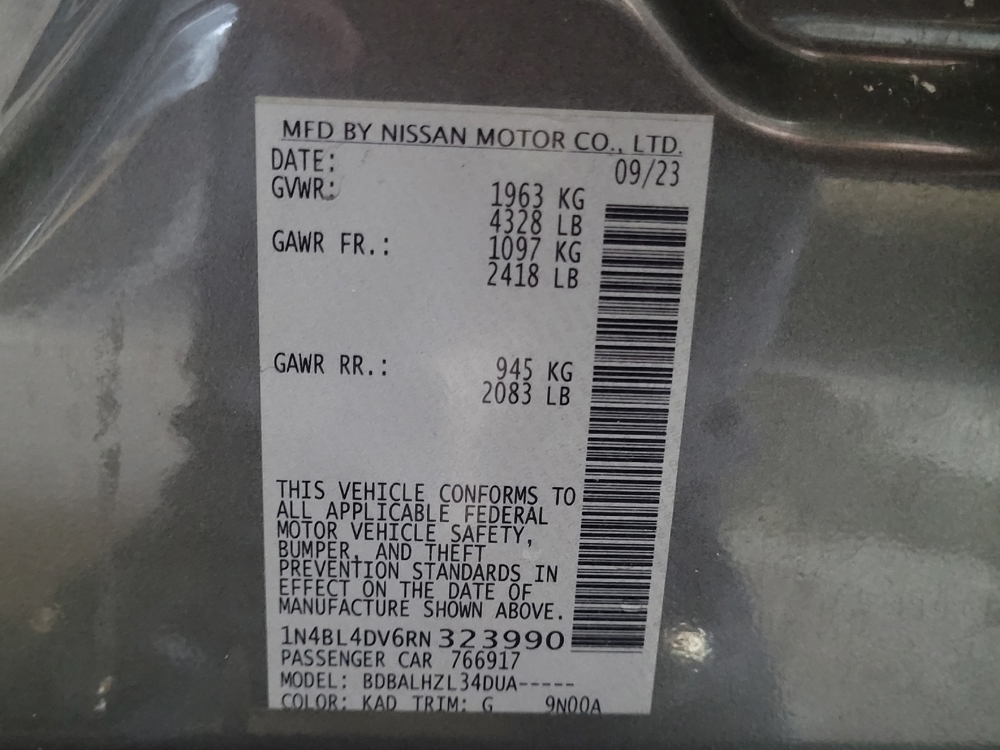 MFD BY NISSAN MOTOR CO., LTD.
DATE: 09/23
GVWR: 1963 KG
4328 LB
GAWR FR.: 1097 KG
2418 LB
GAWR RR.: 945 KG
2083 LB
THIS VEHICLE CONFORMS TO
ALL APPLICABLE FEDERAL
MOTOR VEHICLE SAFETY,
BUMPER, AND THEFT
PREVENTION STANDARDS IN
EFFECT ON THE DATE OF
MANUFACTURE SHOWN ABOVE.
1N4BL4DV6RN 323990
PASSENGER CAR 766917
MODEL: BDBALHZL34DUA-----
COLOR: KAD TRIM: G 9N00A